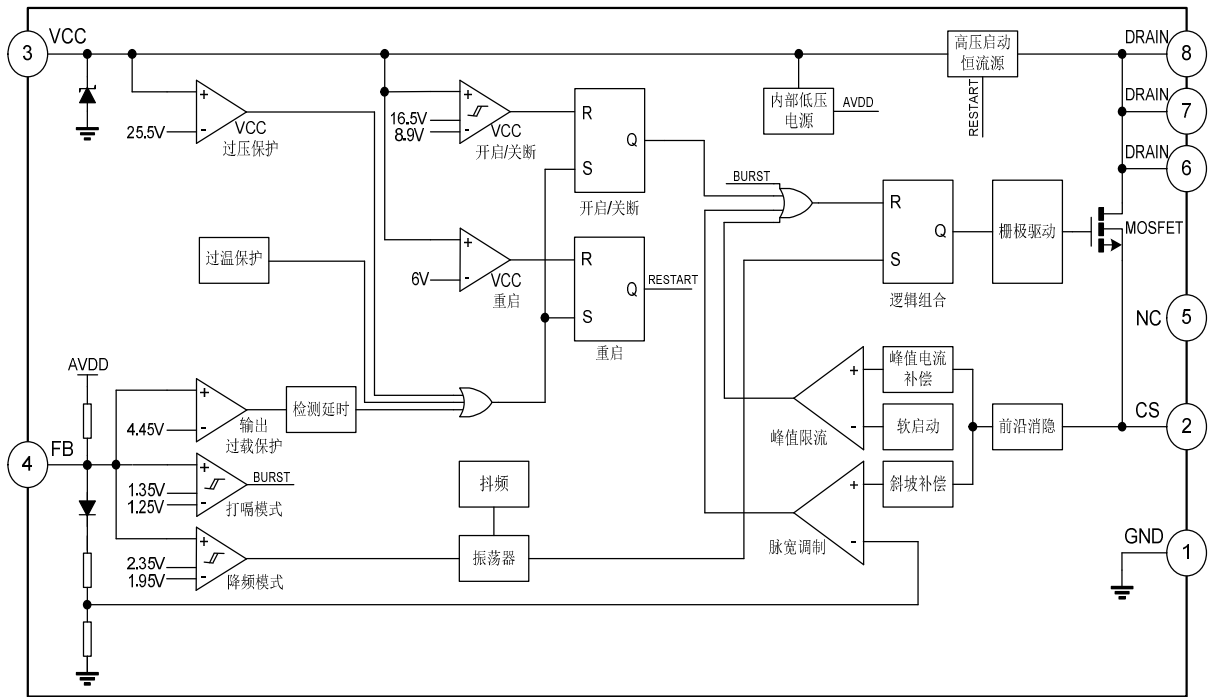 3
VCC
25.5V
+
-
VCC
过压保护
16.5V
8.9V
+
-
VCC
开启/关断
R
S
Q
开启/关断
内部低压
电源
AVDD
高压启动
恒流源
RESTART
DRAIN
8
DRAIN
7
DRAIN
6
MOSFET
过温保护
6V
+
-
VCC
重启
R
S
Q
RESTART
重启
BURST
R
S
Q
逻辑组合
栅极驱动
NC
5
AVDD
FB
4
4.45V
+
-
输出
过载保护
检测延时
1.35V
1.25V
+
-
BURST
打嗝模式
2.35V
1.95V
+
-
降频模式
抖频
振荡器
+
-
峰值限流
峰值电流
补偿
软启动
前沿消隐
CS
2
+
-
脉宽调制
斜坡补偿
GND
1